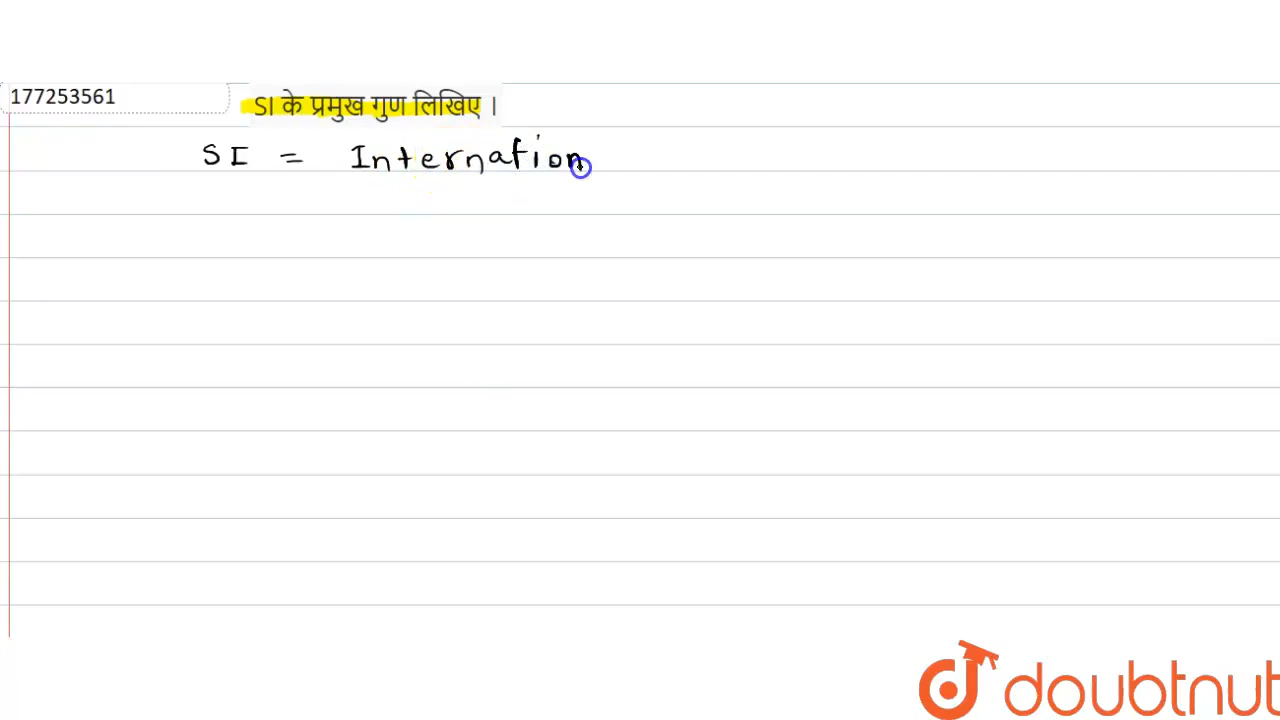 177253561
SI के प्रमुख गुण लिखिए ।
SI = Internation
doubtnut